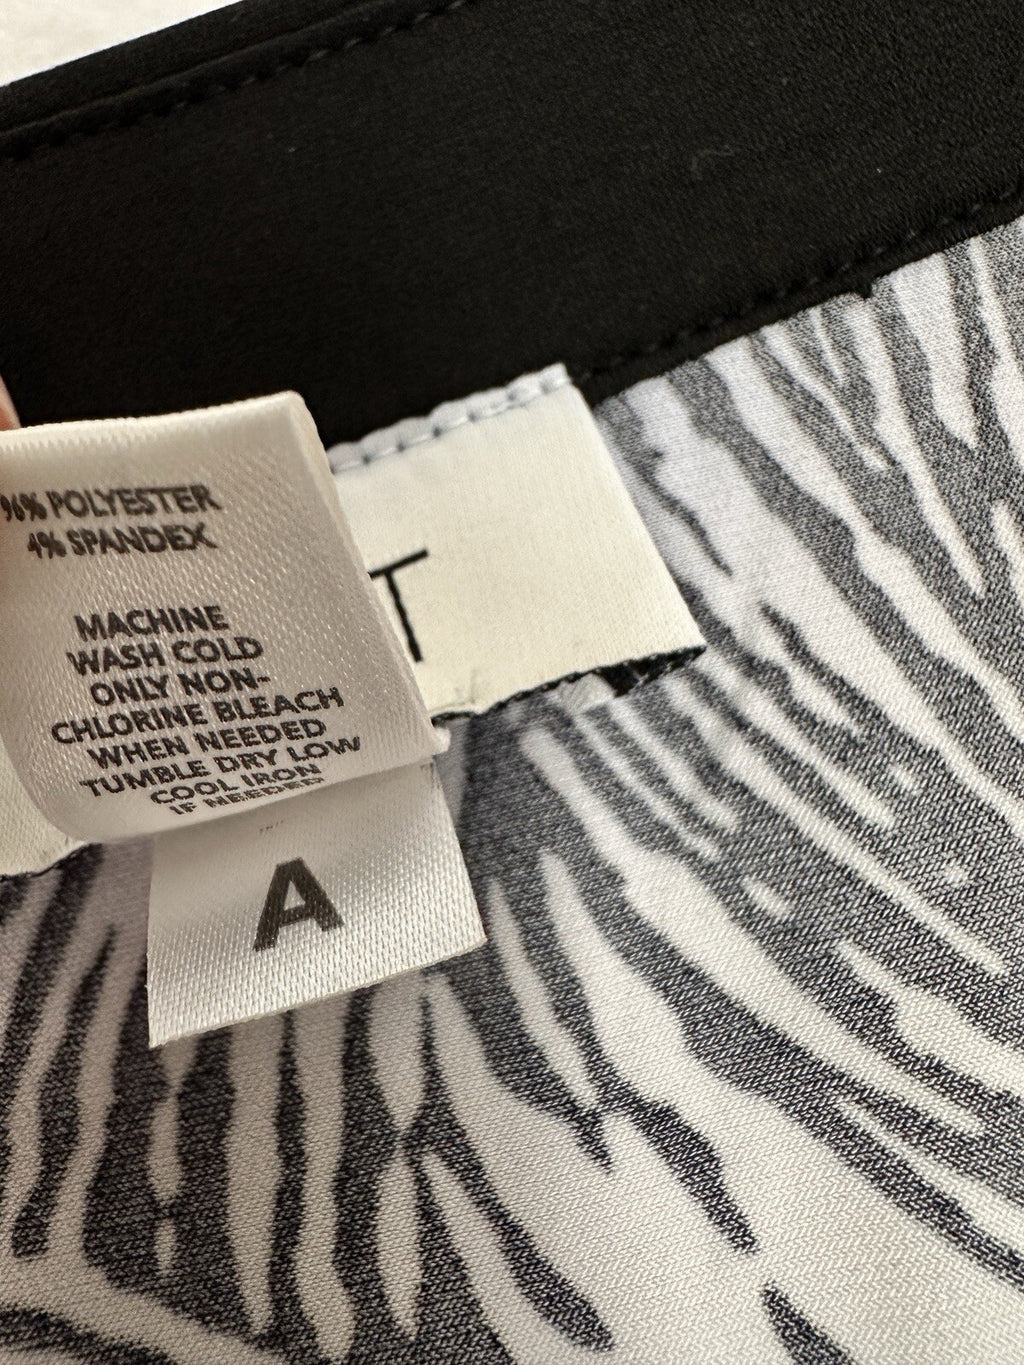 96% POLYESTER
4% SPANDEX
MACHINE
WASH COLD
ONLY NON-
CHLORINE BLEACH
WHEN NEEDED
TUMBLE DRY LOW
COOL IRON
IF NEEDED
T
A